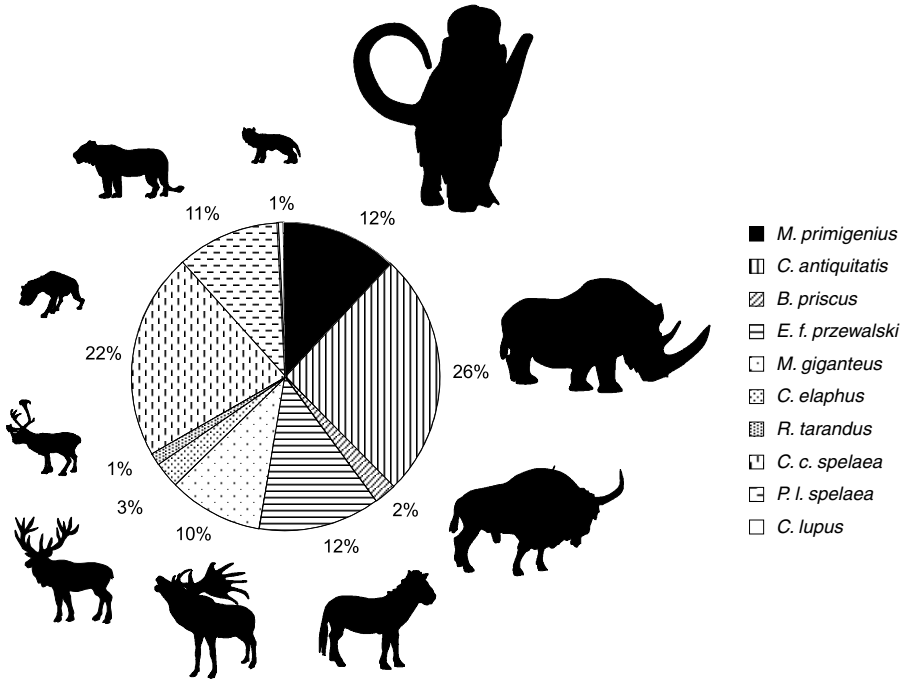 11%
1%
12%
22%
26%
1%
3%
10%
12%
2%
M. primigenius
C. antiquitatis
B. priscus
E. f. przewalski
M. giganteus
C. elaphus
R. tarandus
C. c. spelaea
P. l. spelaea
C. lupus